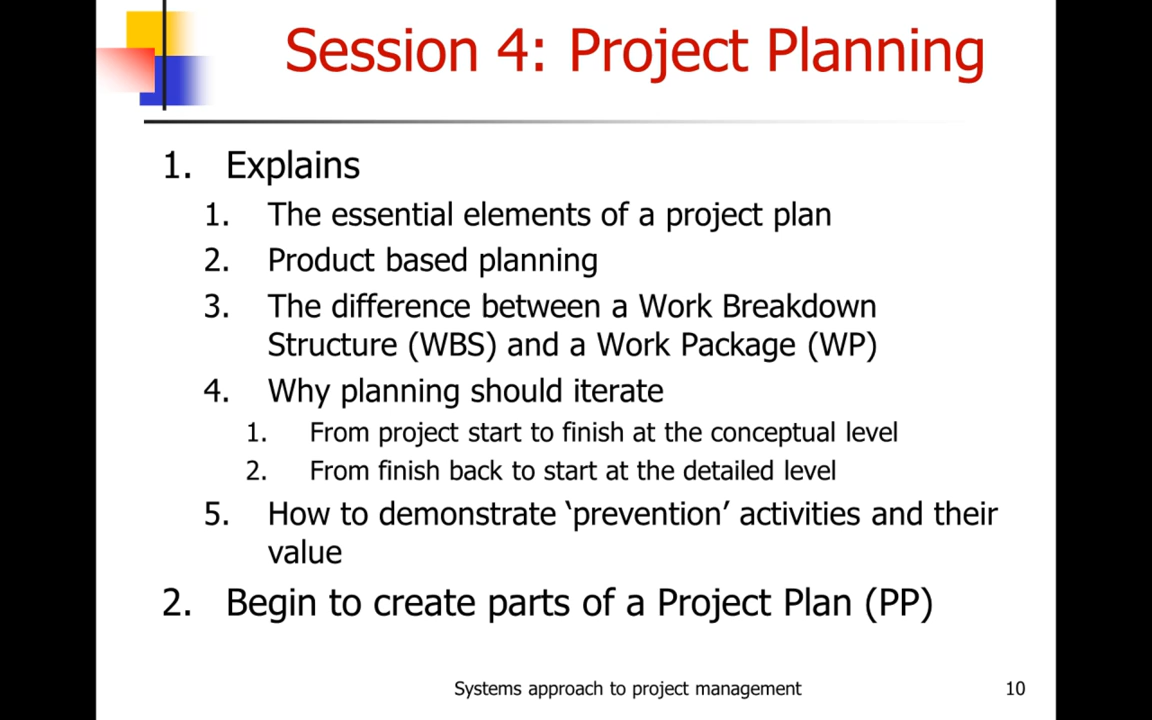 Session 4: Project Planning
1. Explains
1. The essential elements of a project plan
2. Product based planning
3. The difference between a Work Breakdown
Structure (WBS) and a Work Package (WP)
4. Why planning should iterate
1. From project start to finish at the conceptual level
2. From finish back to start at the detailed level
5. How to demonstrate ‘prevention’ activities and their
value
2. Begin to create parts of a Project Plan (PP)
Systems approach to project management
10